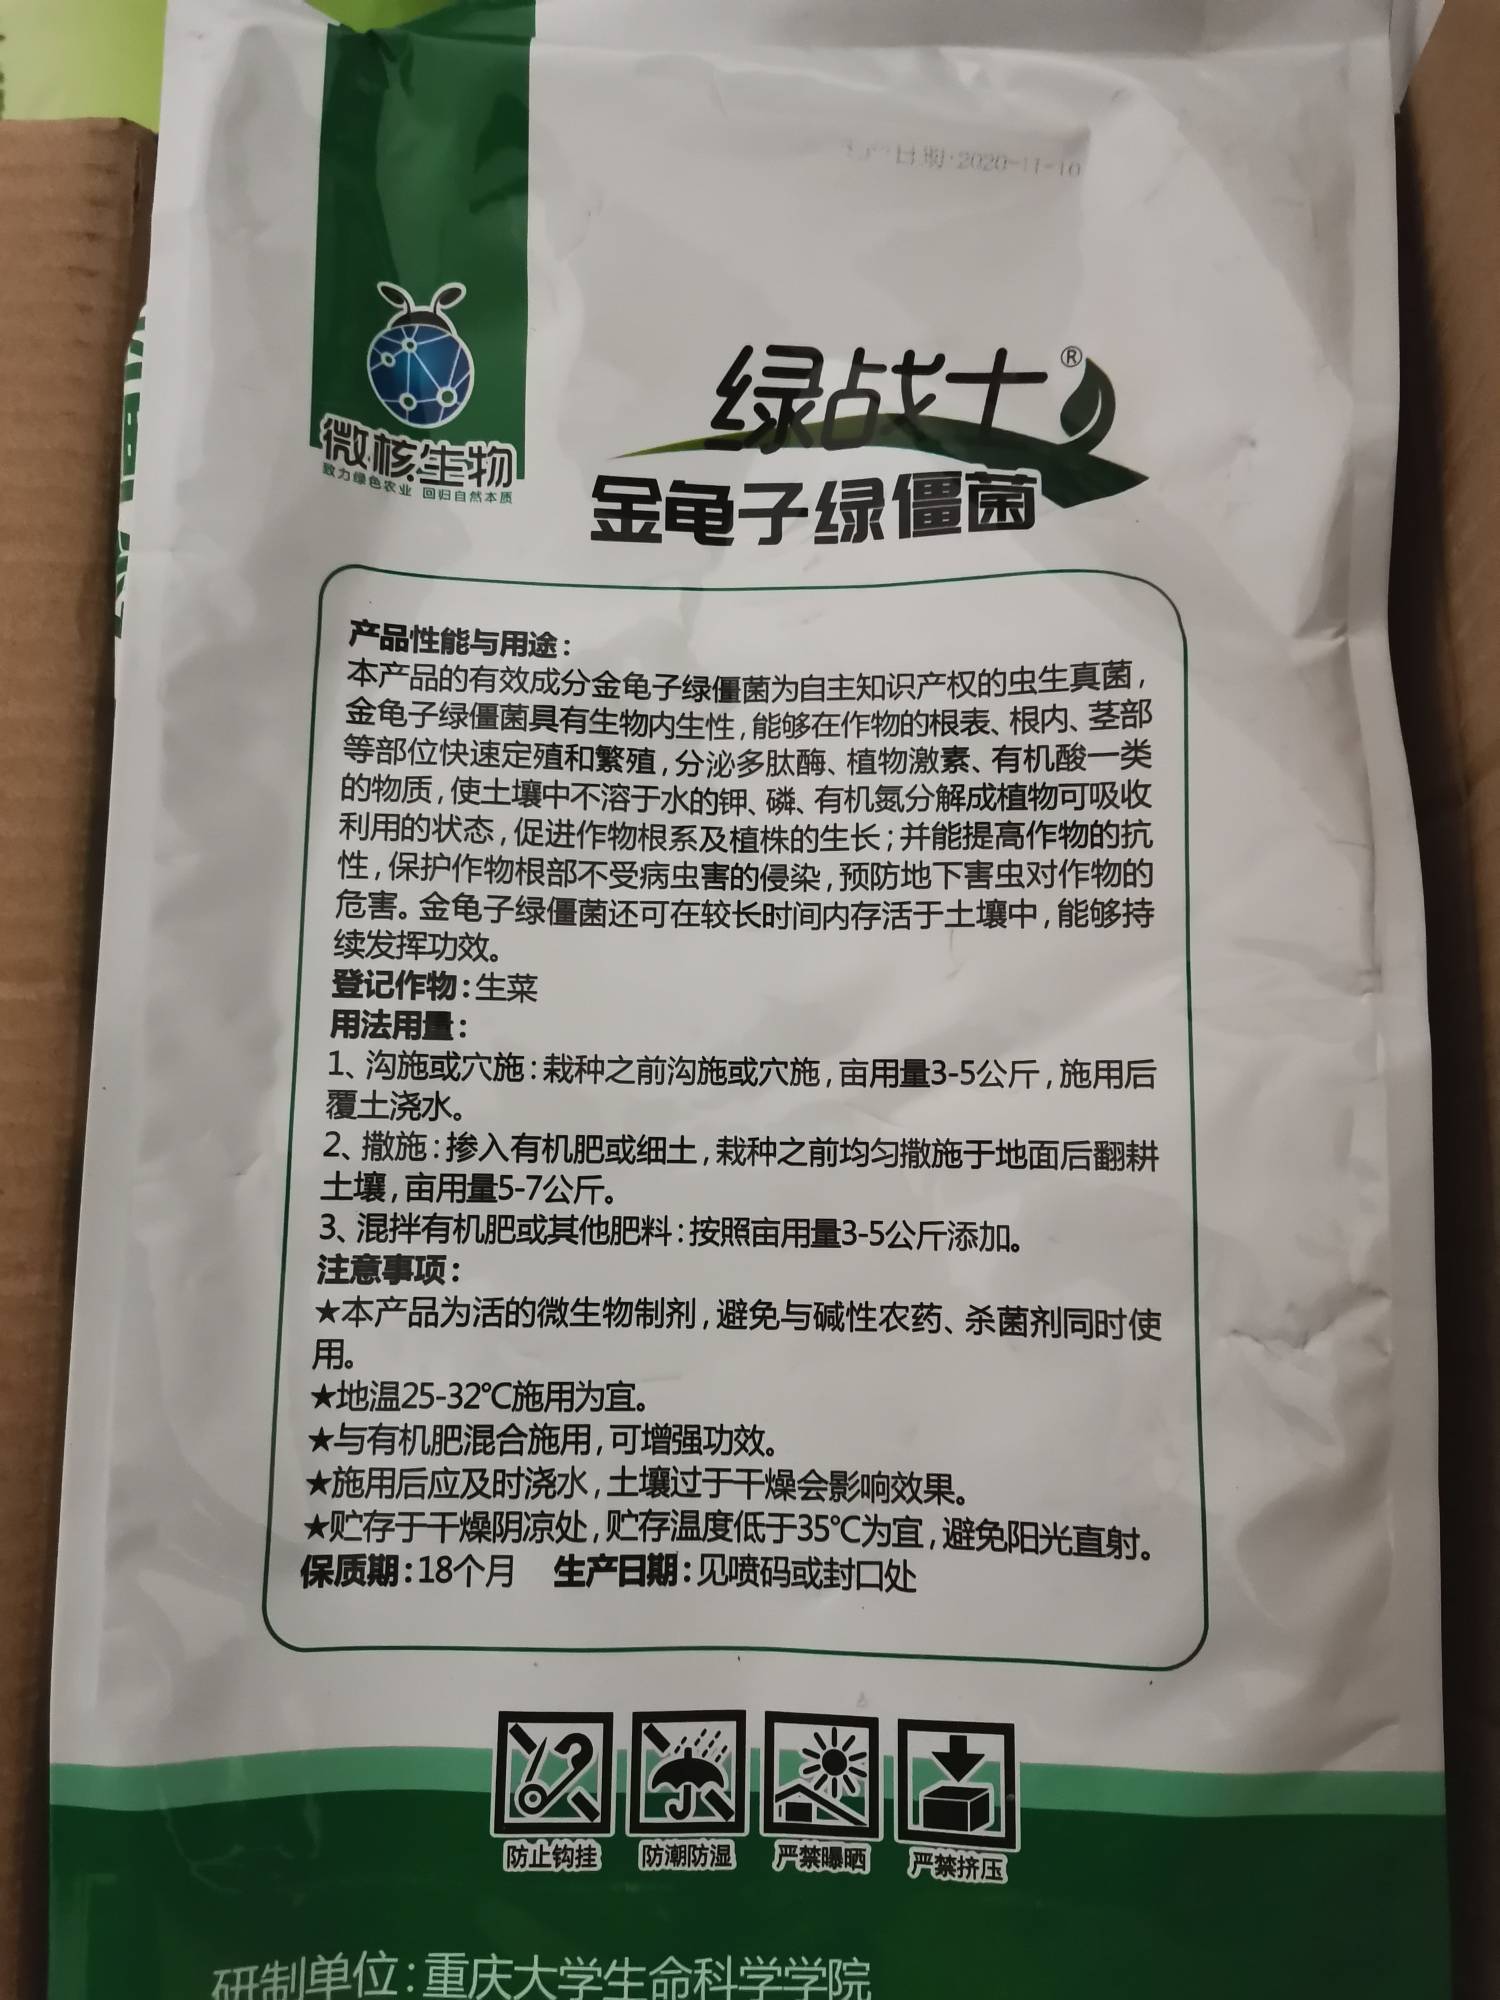 日期:2020-11-10
绿战士®
微核生物
致力绿色农业 回归自然本质
金龟子绿僵菌
产品性能与用途:
本产品的有效成分金龟子绿僵菌为自主知识产权的虫生真菌,
金龟子绿僵菌具有生物内生性,能够在作物的根表、根内、茎部
等部位快速定殖和繁殖,分泌多肽酶、植物激素、有机酸一类
的物质,使土壤中不溶于水的钾、磷、有机氮分解成植物可吸收
利用的状态,促进作物根系及植株的生长;并能提高作物的抗
性,保护作物根部不受病虫害的侵染,预防地下害虫对作物的
危害。金龟子绿僵菌还可在较长时间内存活于土壤中,能够持
续发挥功效。
登记作物:生菜
用法用量:
1、沟施或穴施:栽种之前沟施或穴施,亩用量3-5公斤,施用后
覆土浇水。
2、撒施:掺入有机肥或细土,栽种之前均匀撒施于地面后翻耕
土壤,亩用量5-7公斤。
3、混拌有机肥或其他肥料:按照亩用量3-5公斤添加。
注意事项:
★本产品为活的微生物制剂,避免与碱性农药、杀菌剂同时使
用。
★地温25-32℃施用为宜。
★与有机肥混合施用,可增强功效。
★施用后应及时浇水,土壤过于干燥会影响效果。
★贮存于干燥阴凉处,贮存温度低于35℃为宜,避免阳光直射。
保质期:18个月 生产日期:见喷码或封口处
防止钩挂 防潮防湿 严禁曝晒 严禁挤压
研制单位:重庆大学生命科学学院